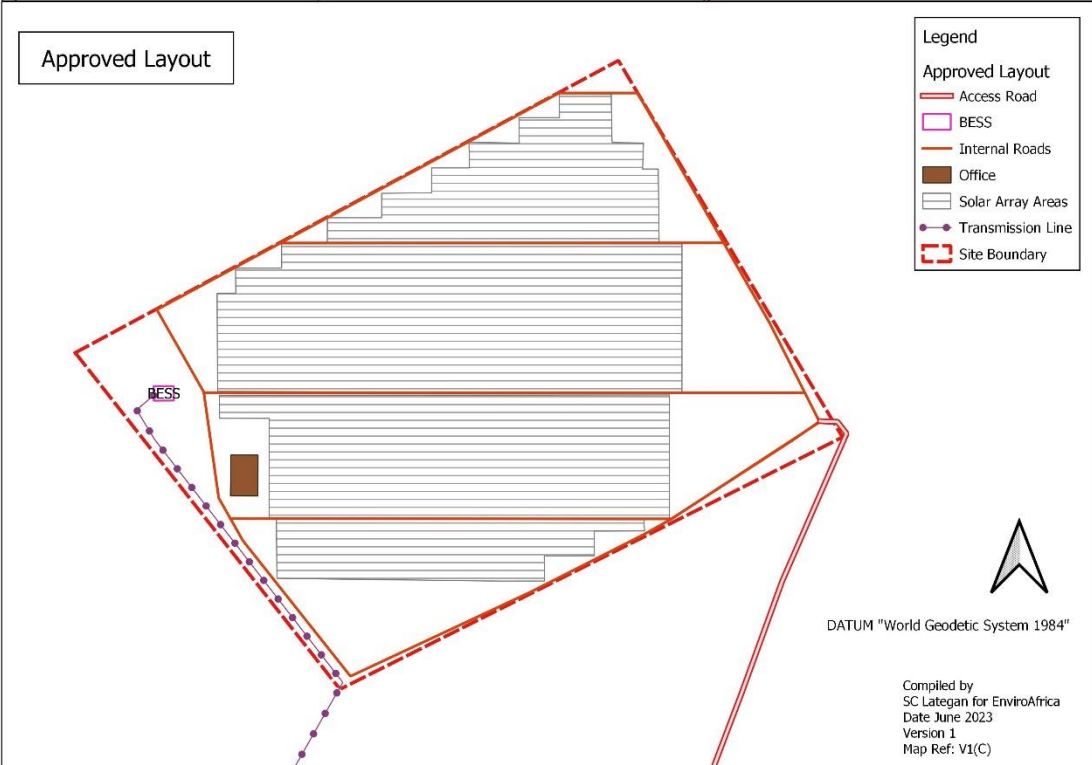 Approved Layout
Legend
Approved Layout
Access Road
BESS
Internal Roads
Office
Solar Array Areas
Transmission Line
Site Boundary
BESS
DATUM "World Geodetic System 1984"
Compiled by
SC Lategan for EnviroAfrica
Date June 2023
Version 1
Map Ref: V1(C)